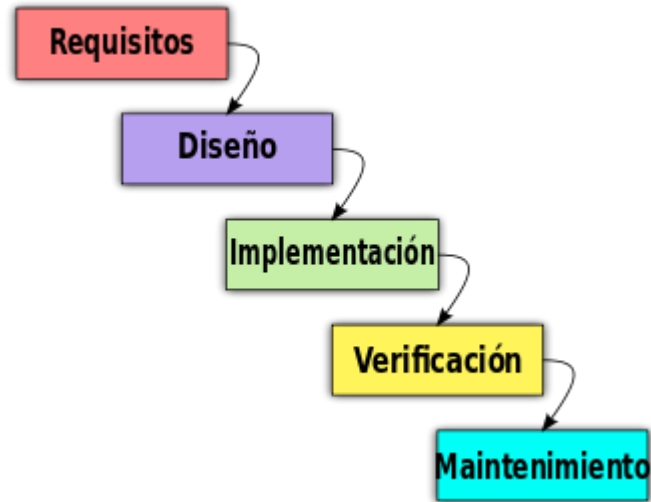 Requisitos
Diseño
Implementación
Verificación
Maintenimiento